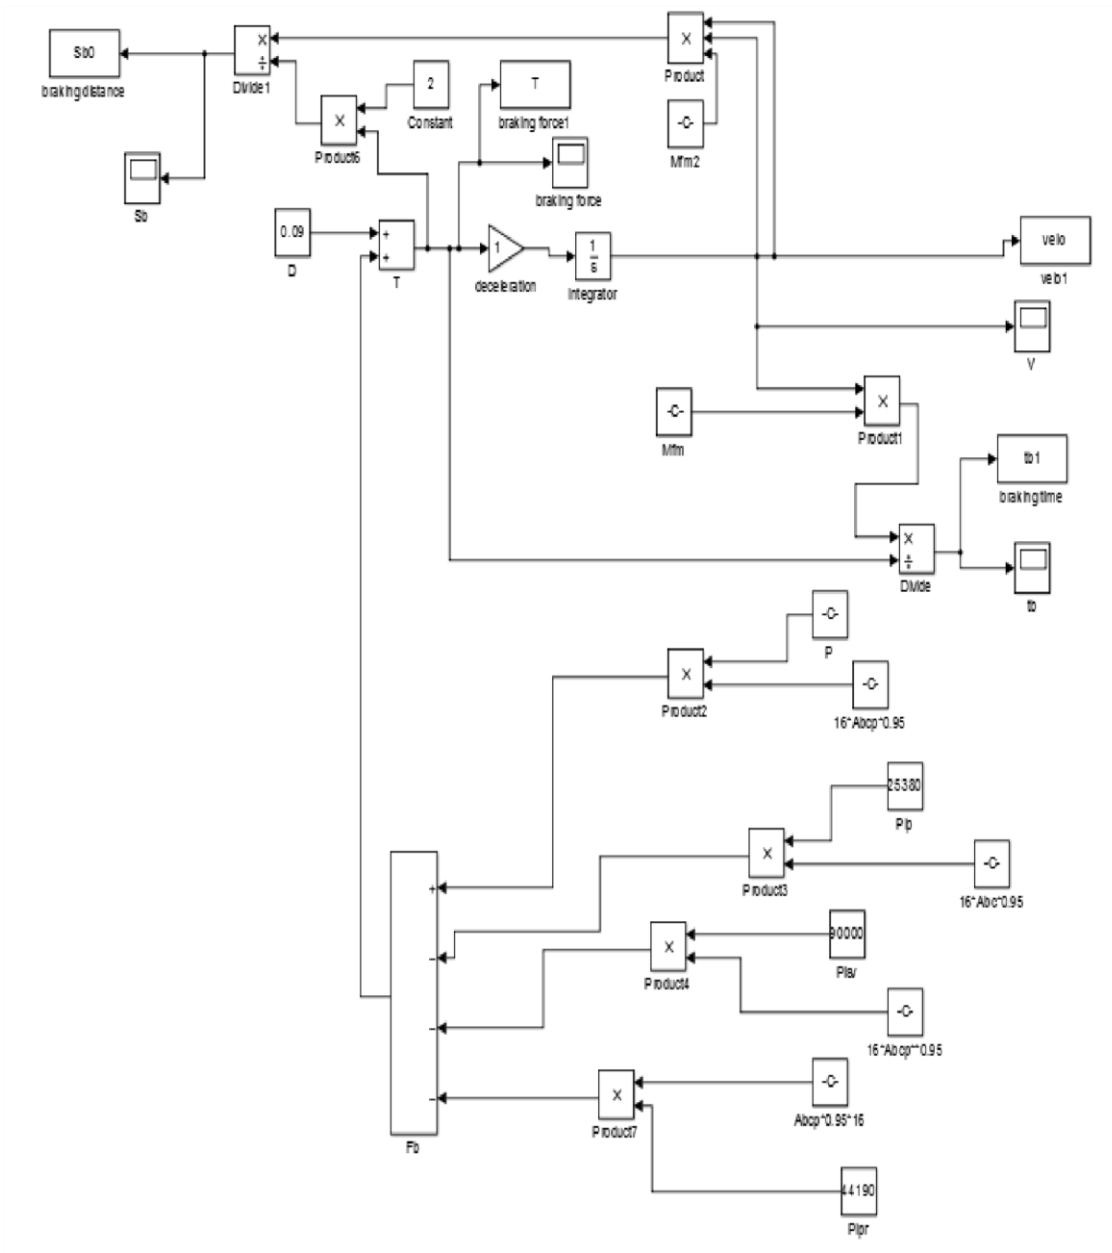 Sb0
braking distance
×
÷
Divide1
×
Product6
2
Constant
T
braking force1
braking force
×
Product
-C-
Mfm2
Sb
0.09
D
+
+
T
1
deceleration
1
s
Integrator
velo
velo1
V
-C-
Mfm
×
Product1
tb1
braking time
×
÷
Divide
tb
-C-
P
×
Product2
-C-
16*Abcp*0.95
25380
Plp
×
Product3
-C-
16*Abc*0.95
90000
×
Product4
-C-
16*Abcp**0.95
+
-
-
-
Fb
×
Product7
-C-
Abcp*0.95*16
44190
Plpr